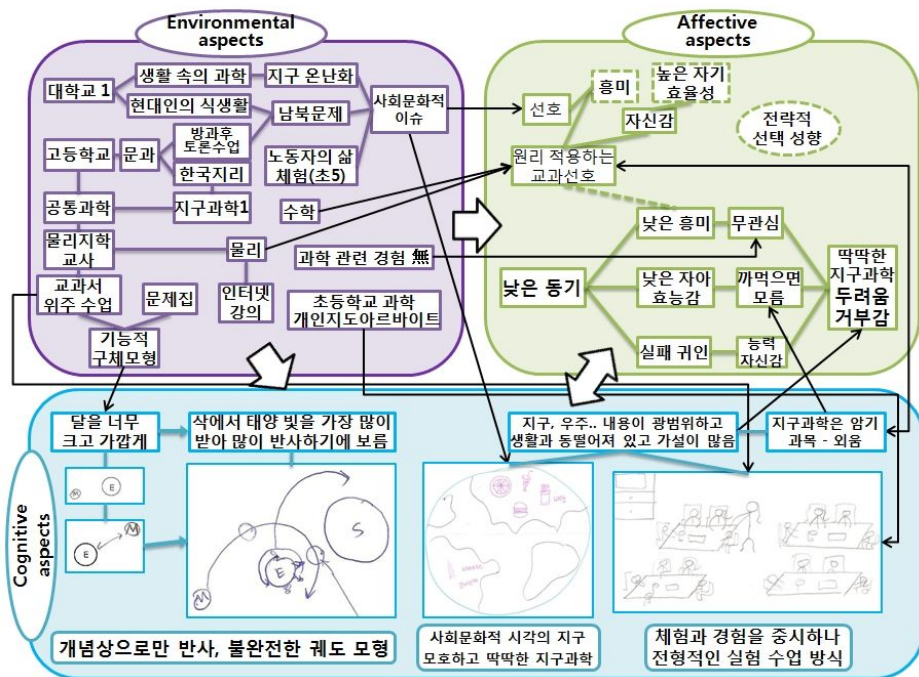 Environmental
aspects
대학교 1
생활 속의 과학
지구 온난화
현대인의 식생활
남북문제
사회문화적
이슈
방과후
토론수업
고등학교
문과
한국지리
노동자의 삶
체험(초5)
공통과학
지구과학1
수학
물리지학
교사
물리
과학 관련 경험 無
교과서
위주 수업
문제집
인터넷
강의
초등학교 과학
개인지도아르바이트
기능적
구체모형
Affective
aspects
선호
흥미
높은 자기
효율성
자신감
전략적
선택 성향
원리 적용하는
교과선호
낮은 흥미
무관심
낮은 동기
낮은 자아
효능감
까먹으면
모름
딱딱한
지구과학
두려움
거부감
실패 귀인
능력
자신감
Cognitive
aspects
달을 너무
크고 가깝게
삭에서 태양 빛을 가장 많이
받아 많이 반사하기에 보름
지구, 우주.. 내용이 광범위하고
생활과 동떨어져 있고 가설이 많음
지구과학은 암기
과목 - 외움
M
E
E
M
S
E
M
개념상으로만 반사, 불완전한 궤도 모형
사회문화적 시각의 지구
모호하고 딱딱한 지구과학
체험과 경험을 중시하나
전형적인 실험 수업 방식